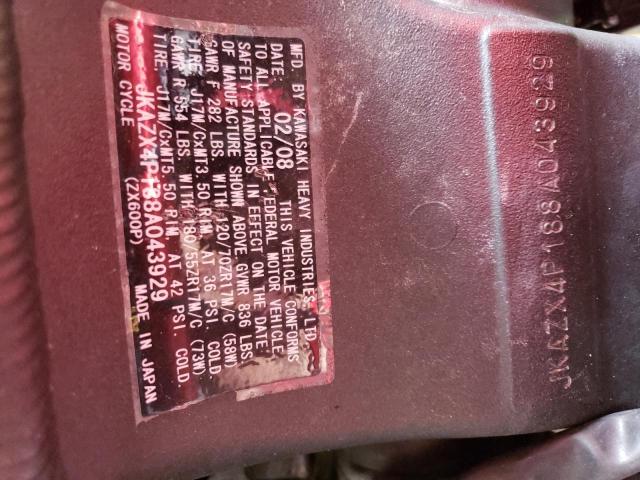 MFD. BY KAWASAKI HEAVY INDUSTRIES, LTD.
DATE: 02/08 THIS VEHICLE CONFORMS
TO ALL APPLICABLE FEDERAL MOTOR VEHICLE
SAFETY STANDARDS IN EFFECT ON THE DATE
OF MANUFACTURE SHOWN ABOVE GVWR 836 LBS.
GAWR F 282 LBS. WITH 120/70ZR17M/C (58W)
TIRE. J17M/CxMT3.50 RIM. AT 36 PSI COLD.
GAWR R 554 LBS. WITH 180/55ZR17M/C (73W)
TIRE. J17M/CxMT5.50 RIM. AT 42 PSI. COLD.
JKAZX4P188A043929
MOTOR CYCLE (ZX600P) MADE IN JAPAN
JKAZX4P188A043929